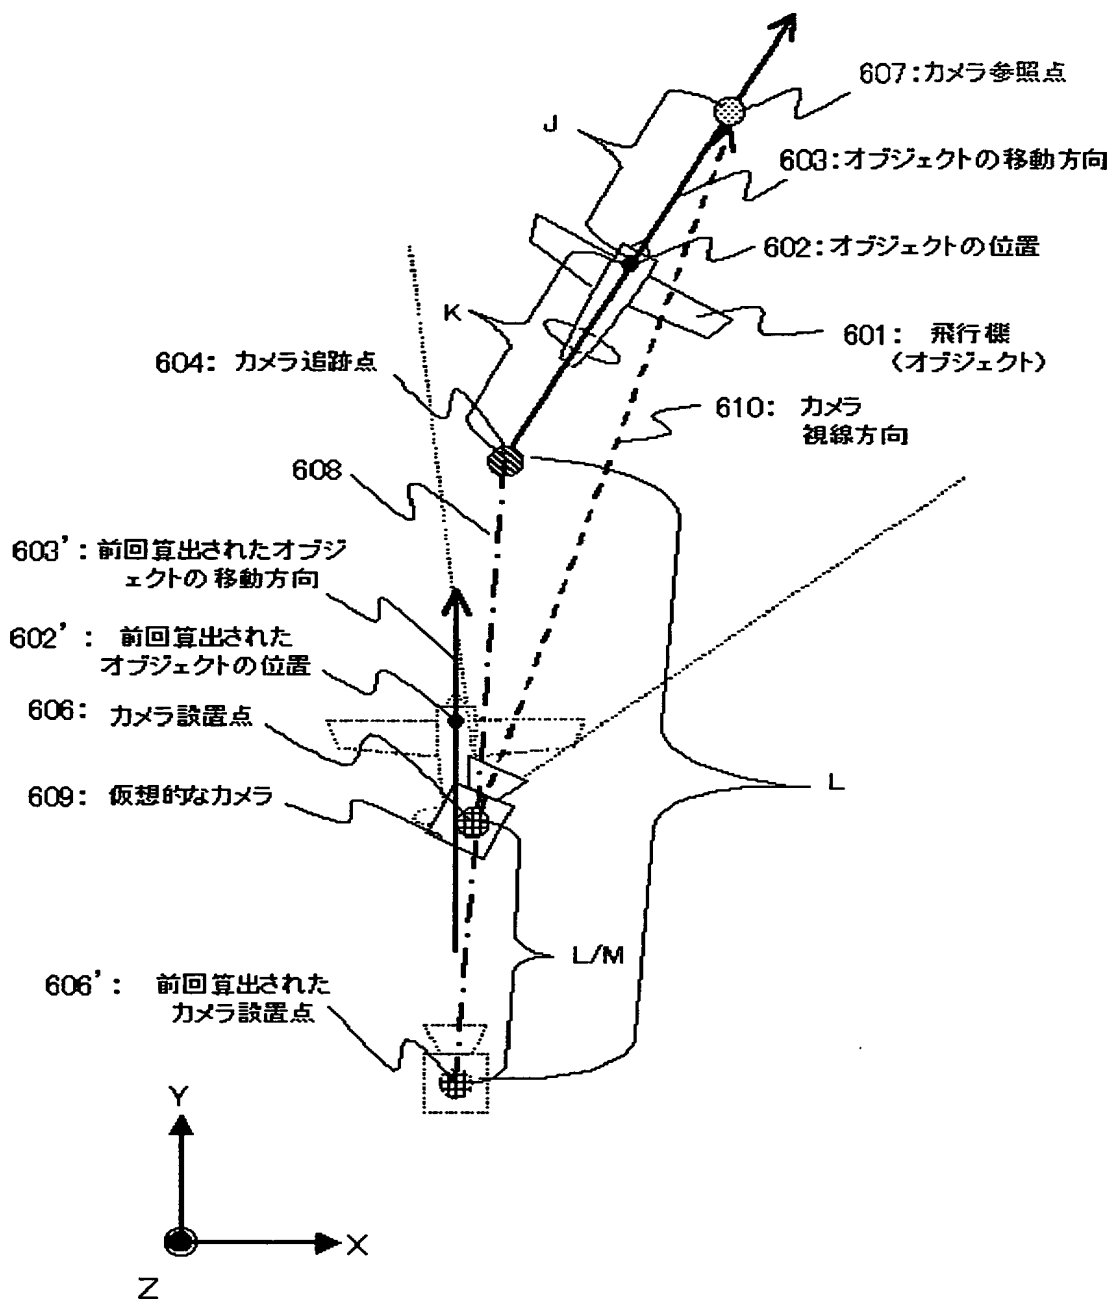 607:カメラ参照点
J
603:オブジェクトの移動方向
602:オブジェクトの位置
K
601: 飛行機
(オブジェクト)
604: カメラ追跡点
610: カメラ
視線方向
608
603':前回算出されたオブジ
ェクトの移動方向
602': 前回算出された
オブジェクトの位置
606: カメラ設置点
L
609: 仮想的なカメラ
L/M
606': 前回算出された
カメラ設置点
Y
X
Z